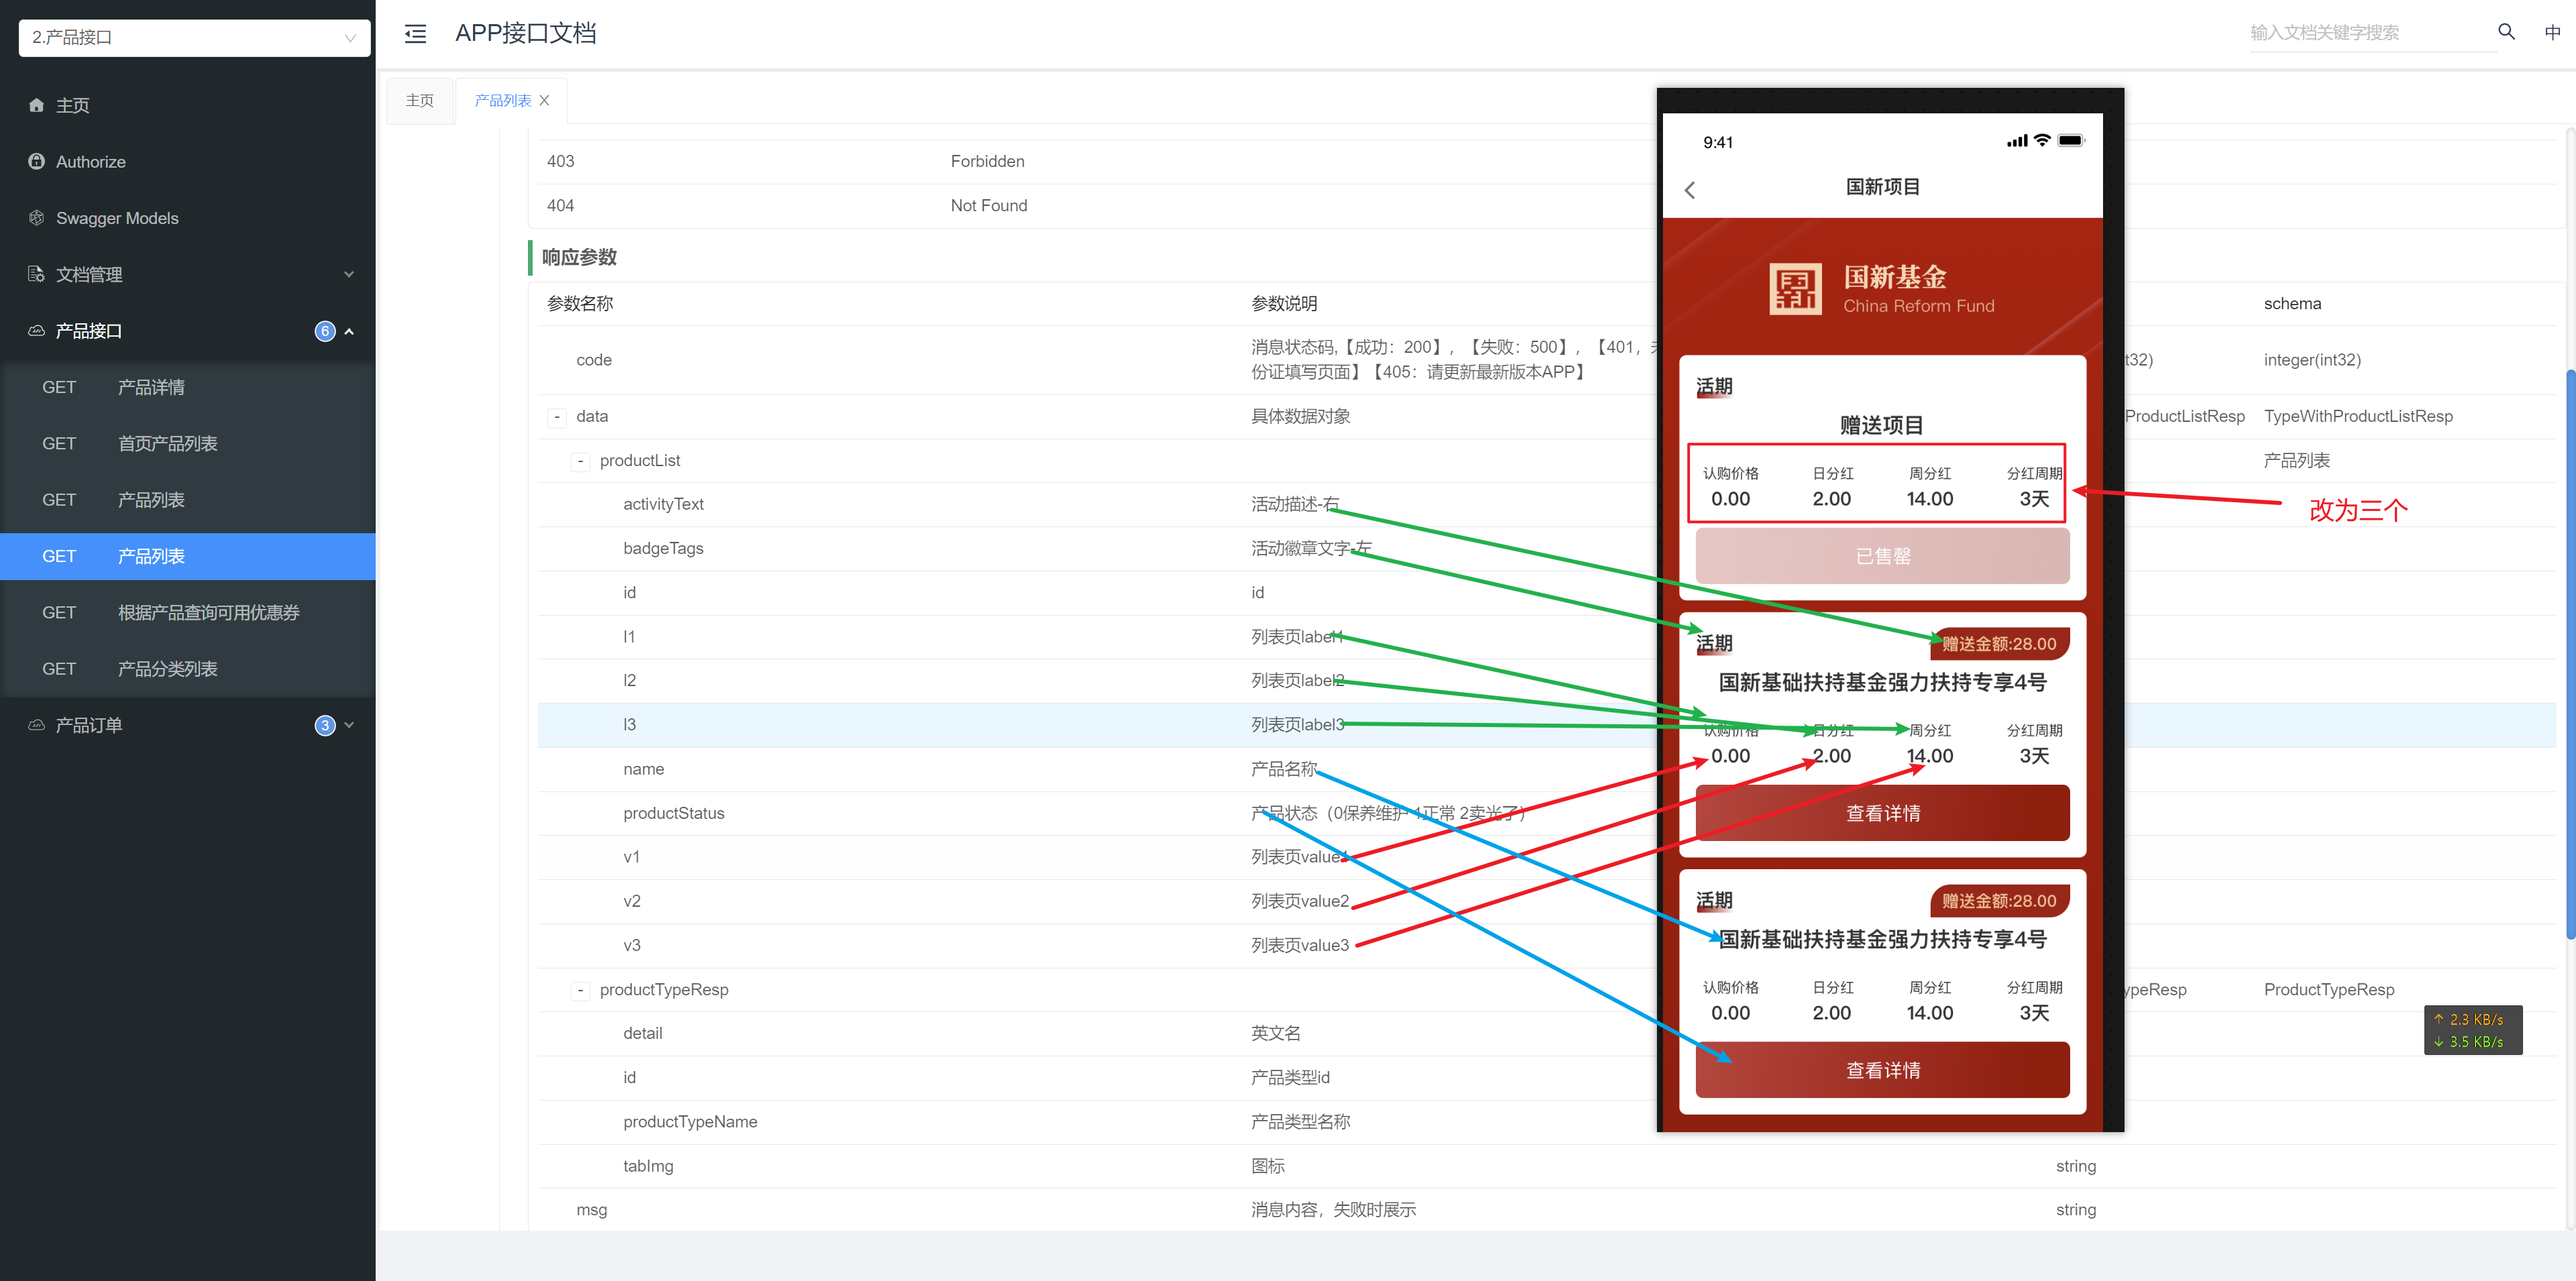 2.产品接口
APP接口文档
输入文档关键字搜索
中
主页
Authorize
Swagger Models
文档管理
产品接口
6
GET 产品详情
GET 首页产品列表
GET 产品列表
GET 产品列表
GET 根据产品查询可用优惠券
GET 产品分类列表
产品订单
3
主页
产品列表
403 Forbidden
404 Not Found
响应参数
参数名称 参数说明 schema
code 消息状态码,【成功：200】,【失败：500】,【401，
份证填写页面】【405：请更新最新版本APP】 t32) integer(int32)
- data 具体数据对象 ProductListResp TypeWithProductListResp
- productList 产品列表
activityText 活动描述-右
badgeTags 活动徽章文字-左
id id
l1 列表页label1
l2 列表页label2
l3 列表页label3
name 产品名称
productStatus 产品状态（0保养维护 1正常 2卖光了）
v1 列表页value1
v2 列表页value2
v3 列表页value3
- productTypeResp ypeResp ProductTypeResp
detail 英文名
id 产品类型id
productTypeName 产品类型名称
tabImg 图标 string
msg 消息内容，失败时展示 string
9:41
国新项目
国新
国新基金
China Reform Fund
活期
赠送项目
认购价格 日分红 周分红 分红周期
0.00 2.00 14.00 3天
已售罄
改为三个
活期 赠送金额:28.00
国新基础扶持基金强力扶持专享4号
认购价格 日分红 周分红 分红周期
0.00 2.00 14.00 3天
查看详情
活期 赠送金额:28.00
国新基础扶持基金强力扶持专享4号
认购价格 日分红 周分红 分红周期
0.00 2.00 14.00 3天
查看详情
↑ 2.3 KB/s
↓ 3.5 KB/s